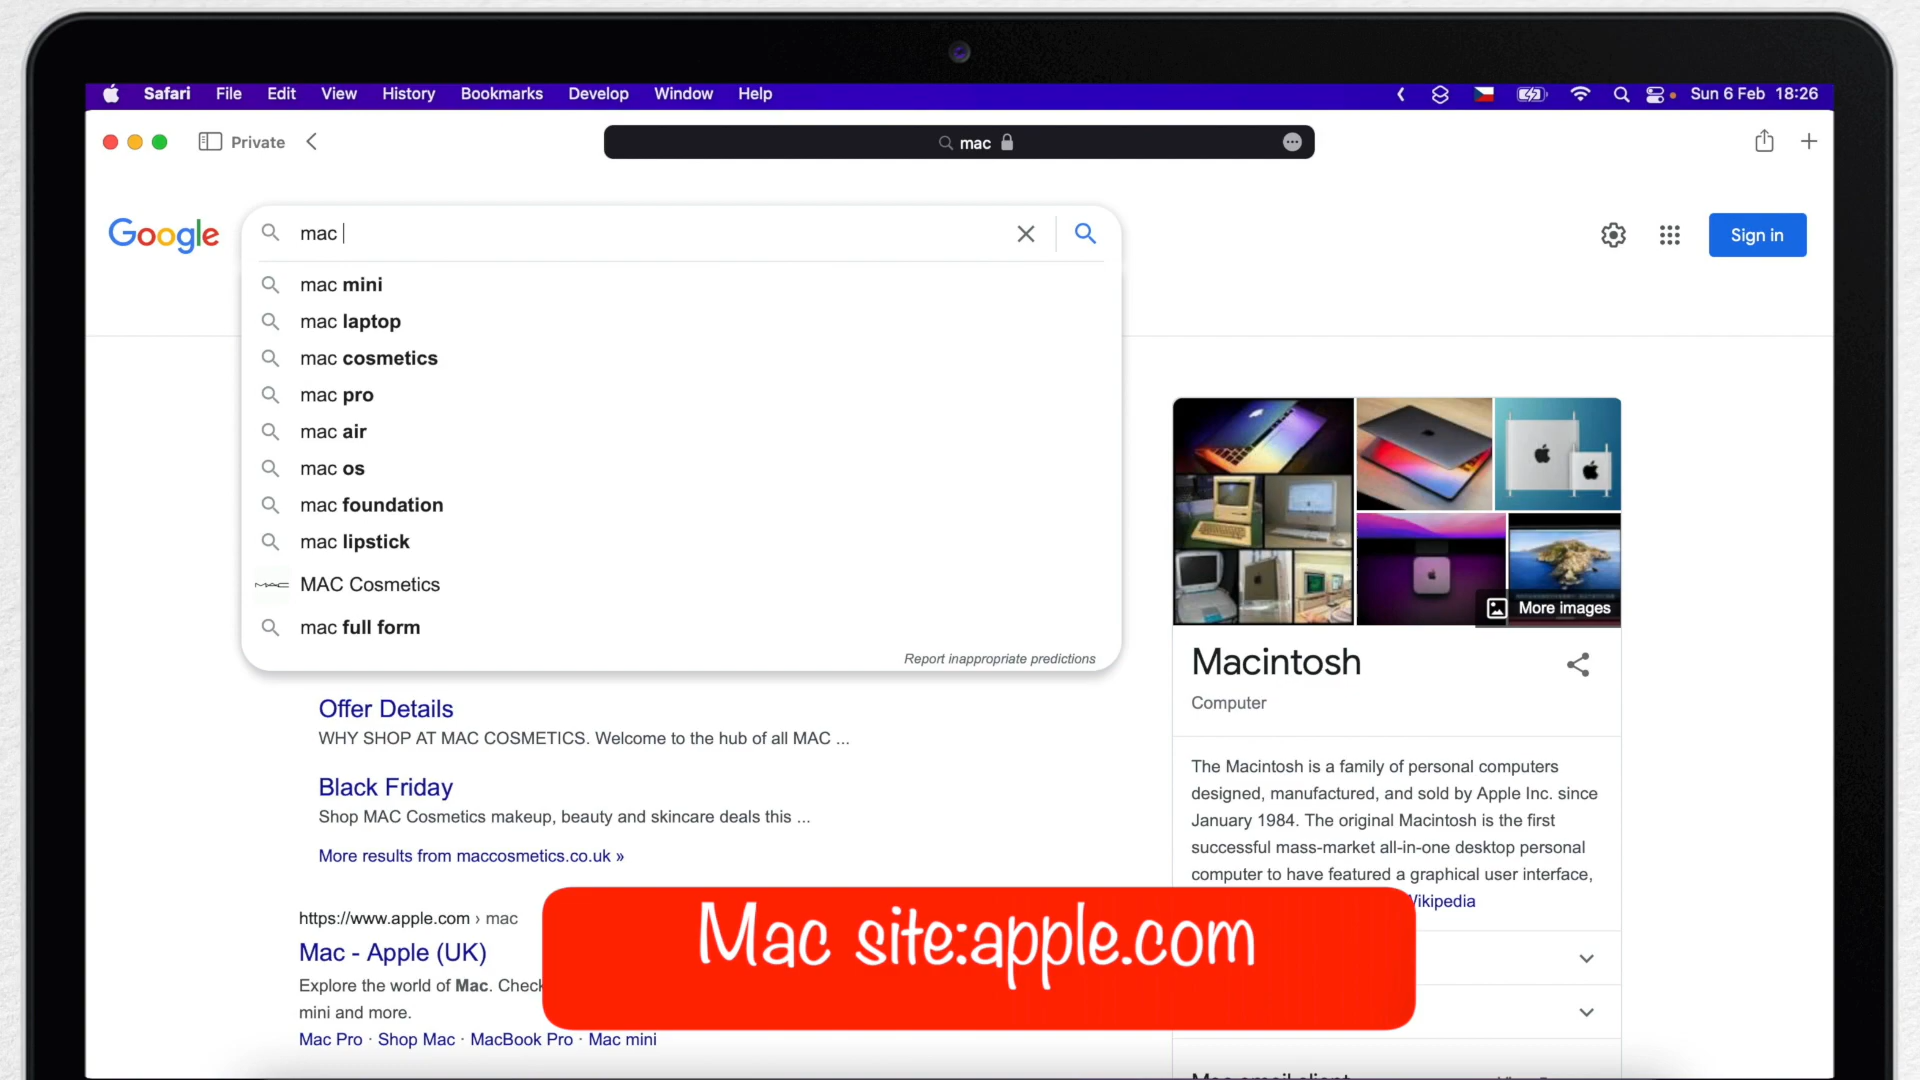 Safari File Edit View History Bookmarks Develop Window Help Sun 6 Feb 18:26
Private mac
Google mac Sign in
mac mini
mac laptop
mac cosmetics
mac pro
mac air
mac os
mac foundation
mac lipstick
MAC MAC Cosmetics
mac full form
Report inappropriate predictions
Offer Details
WHY SHOP AT MAC COSMETICS. Welcome to the hub of all MAC ...
Black Friday
Shop MAC Cosmetics makeup, beauty and skincare deals this ...
More results from maccosmetics.co.uk »
https://www.apple.com › mac
Mac - Apple (UK)
Explore the world of Mac. Check
mini and more.
Mac Pro · Shop Mac · MacBook Pro · Mac mini
More images
Macintosh
Computer
The Macintosh is a family of personal computers
designed, manufactured, and sold by Apple Inc. since
January 1984. The original Macintosh is the first
successful mass-market all-in-one desktop personal
computer to have featured a graphical user interface,
Wikipedia
Mac site:apple.com